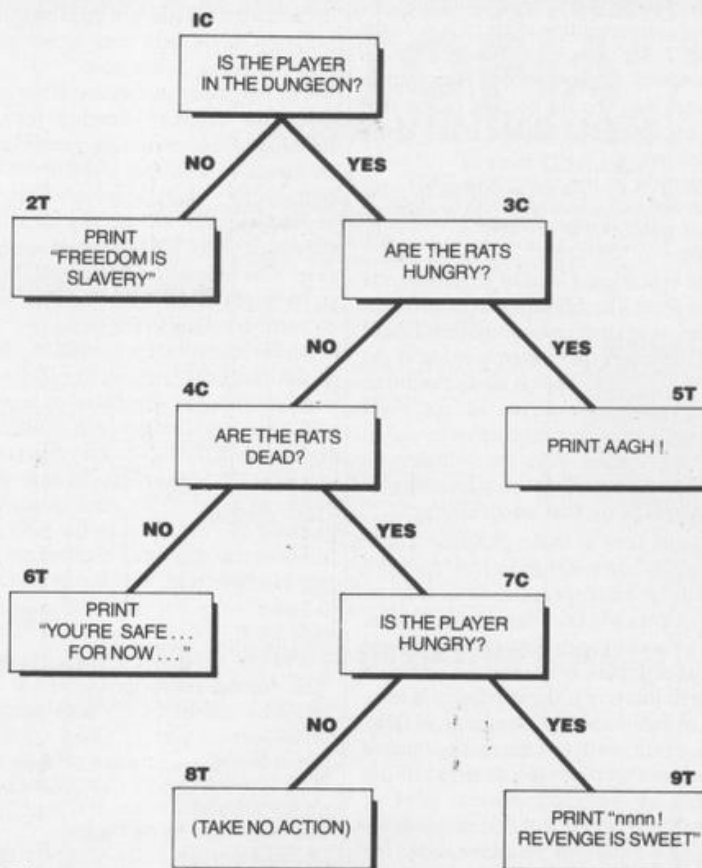 1C
IS THE PLAYER
IN THE DUNGEON?
NO
YES
2T
PRINT
"FREEDOM IS
SLAVERY"
3C
ARE THE RATS
HUNGRY?
NO
YES
4C
ARE THE RATS
DEAD?
5T
PRINT AAGH !
NO
YES
6T
PRINT
"YOU'RE SAFE . . .
FOR NOW . . . "
7C
IS THE PLAYER
HUNGRY?
NO
YES
8T
(TAKE NO ACTION)
9T
PRINT "nnnn!
REVENGE IS SWEET"